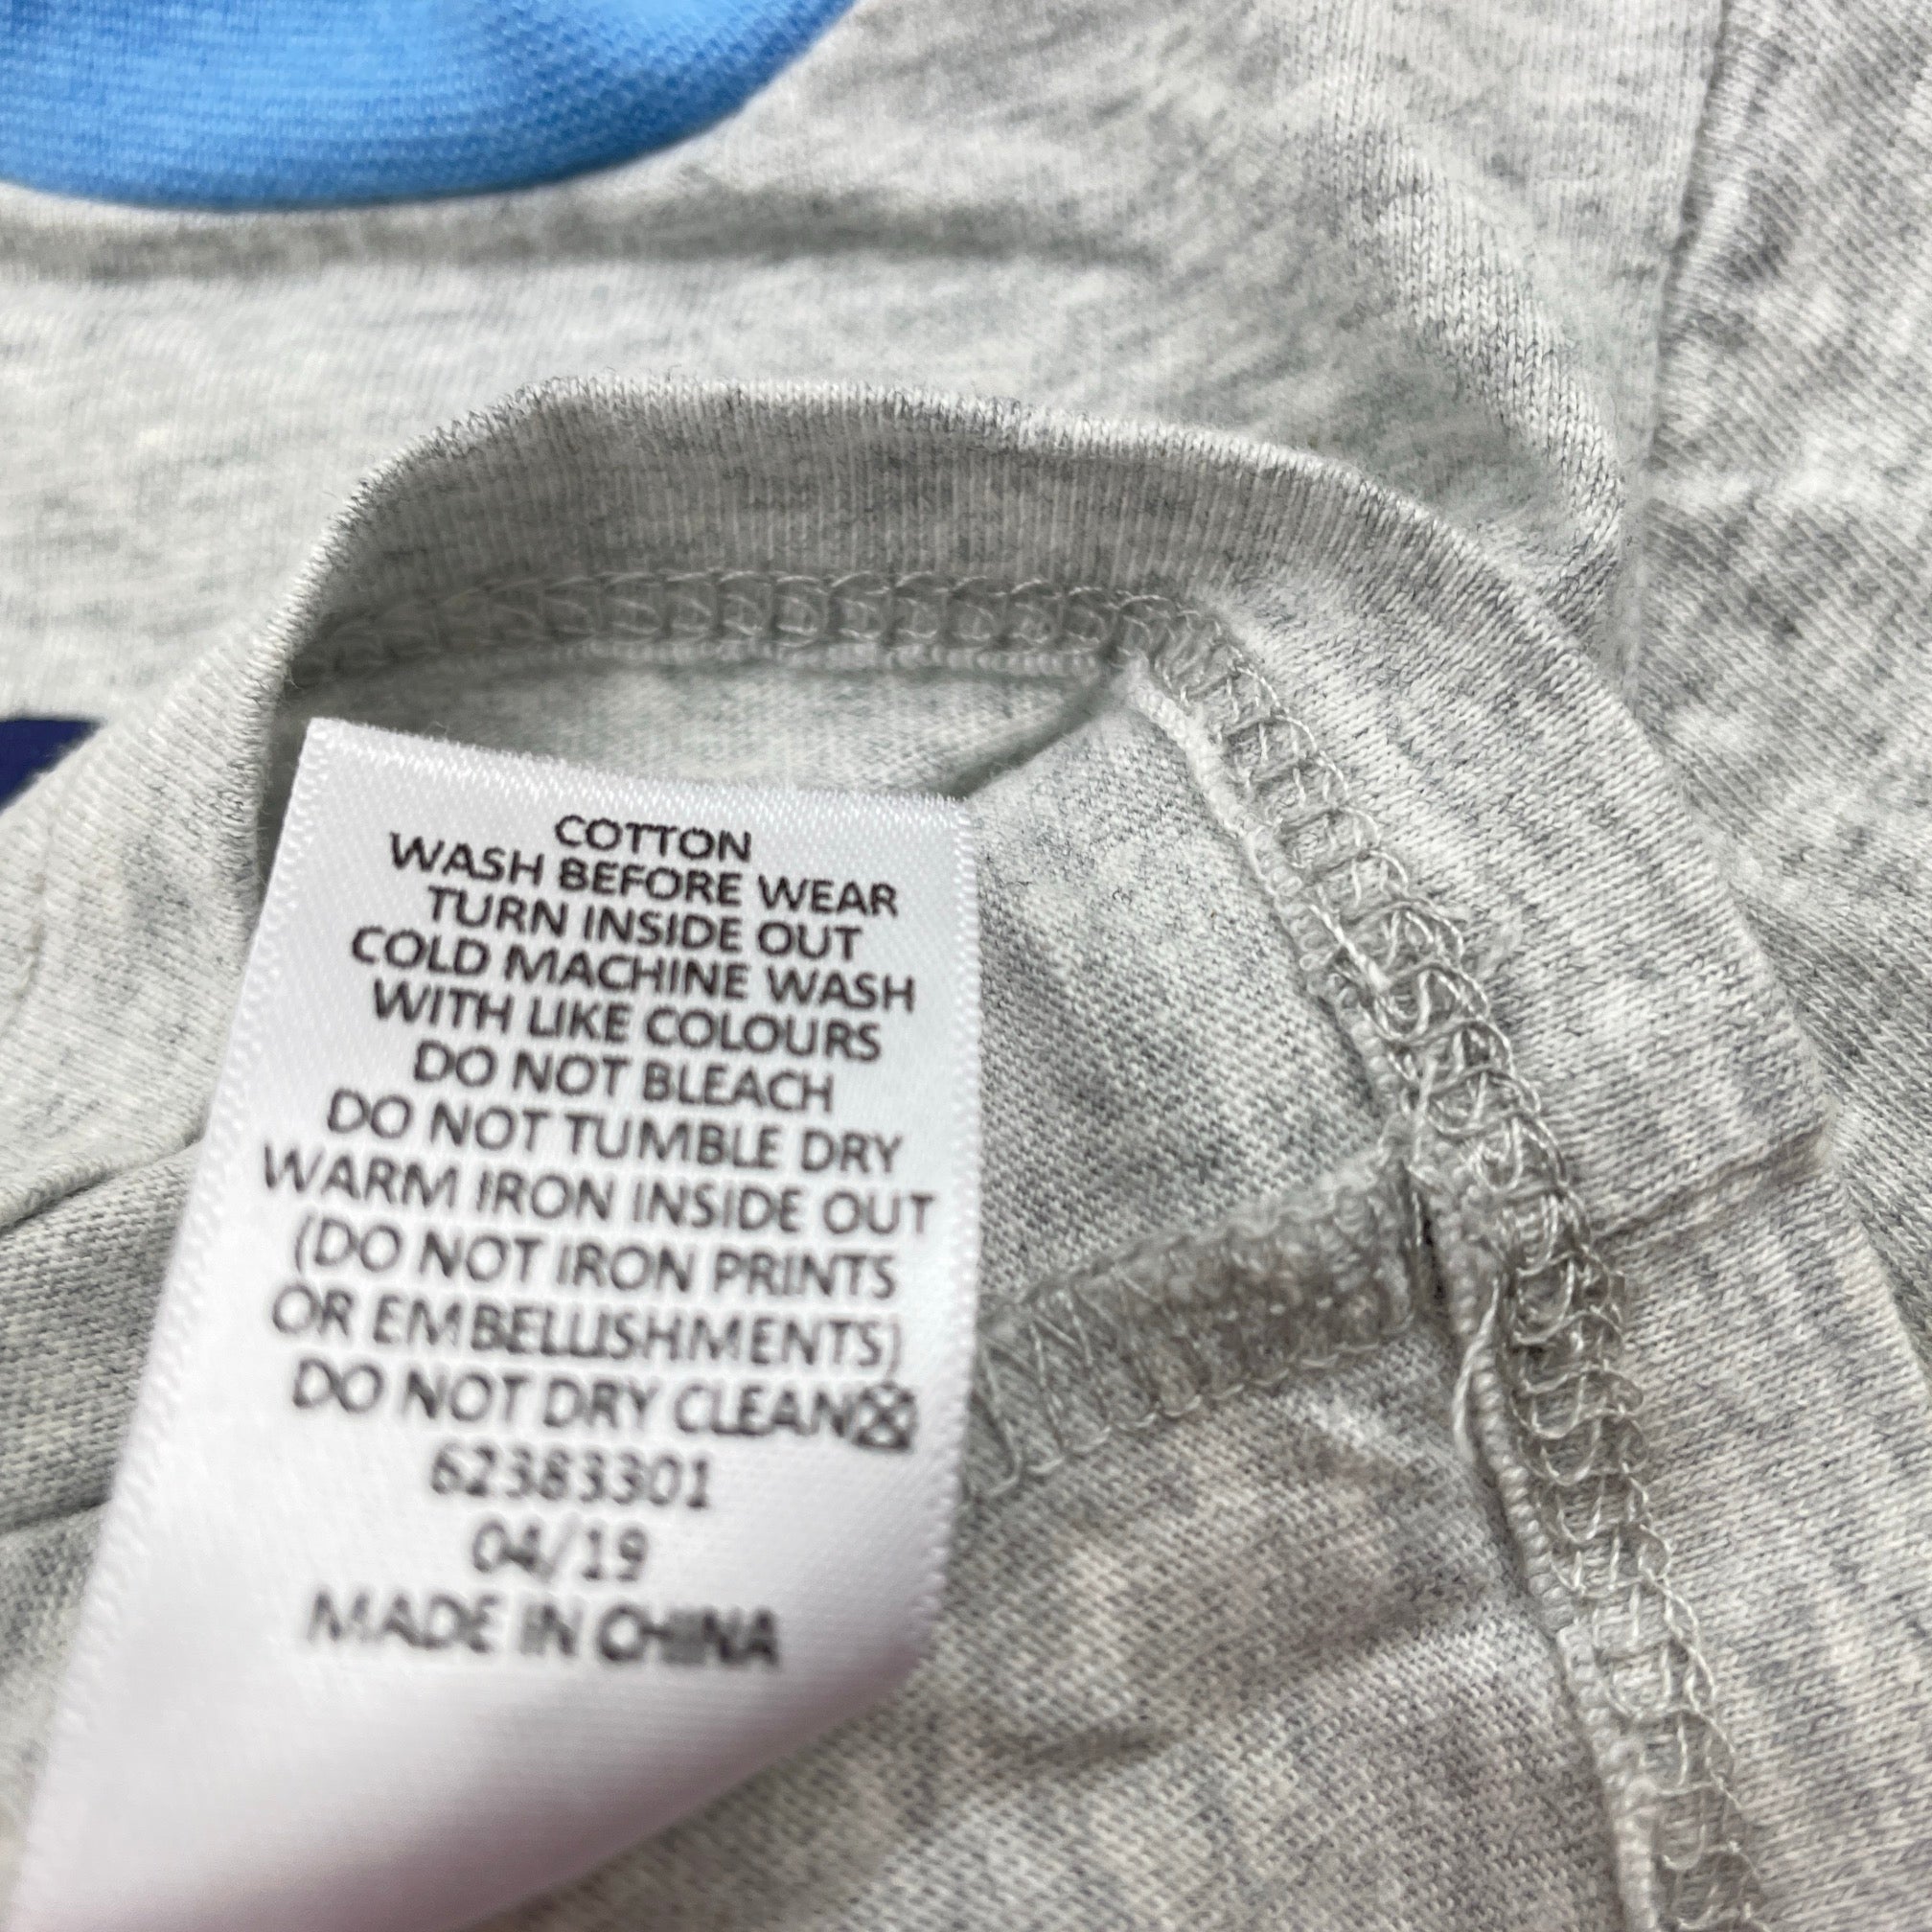 COTTON
WASH BEFORE WEAR
TURN INSIDE OUT
COLD MACHINE WASH
WITH LIKE COLOURS
DO NOT BLEACH
DO NOT TUMBLE DRY
WARM IRON INSIDE OUT
(DO NOT IRON PRINTS
OR EMBELLISHMENTS)
DO NOT DRY CLEAN
62383301
04/19
MADE IN CHINA